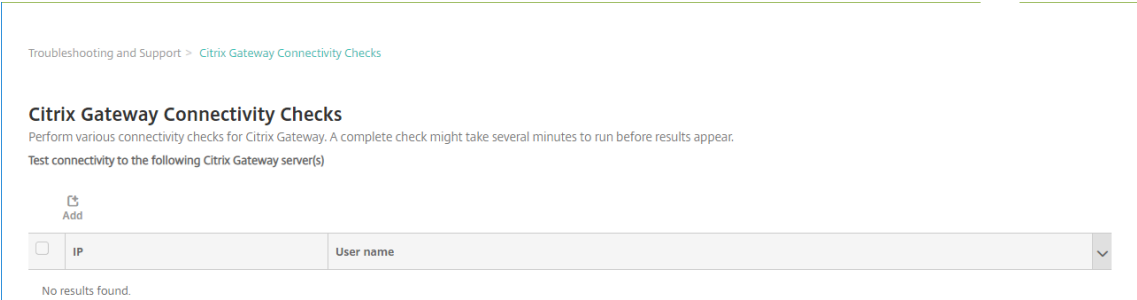 Troubleshooting and Support > Citrix Gateway Connectivity Checks
Citrix Gateway Connectivity Checks
Perform various connectivity checks for Citrix Gateway. A complete check might take several minutes to run before results appear.
Test connectivity to the following Citrix Gateway server(s)
Add
IP User name
No results found.